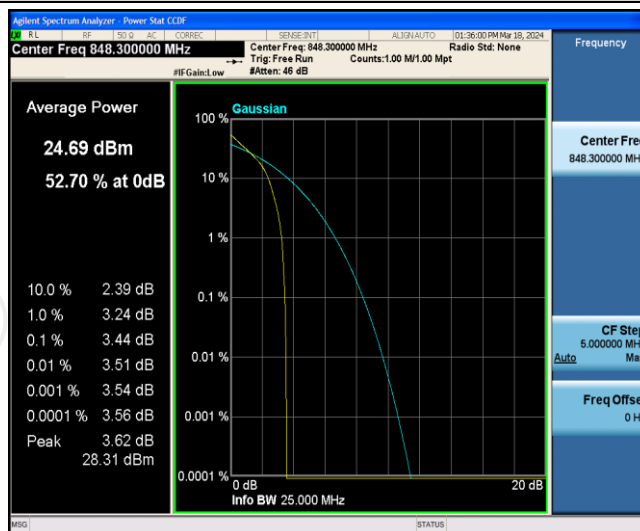 Agilent Spectrum Analyzer - Power Stat CCDF
RL RF 50 Ω AC CORREC SENSE:INT ALIGNAUTO 01:36:00 PM Mar 18, 2024
Center Freq 848.300000 MHz
Center Freq: 848.300000 MHz Radio Std: None
Trig: Free Run Counts:1.00 M/1.00 Mpt
#IFGain:Low #Atten: 46 dB
Frequency
Average Power
24.69 dBm
52.70 % at 0dB
10.0 % 2.39 dB
1.0 % 3.24 dB
0.1 % 3.44 dB
0.01 % 3.51 dB
0.001 % 3.54 dB
0.0001 % 3.56 dB
Peak 3.62 dB
28.31 dBm
Gaussian
100 %
10 %
1 %
0.1 %
0.01 %
0.001 %
0.0001 %
0 dB 20 dB
Info BW 25.000 MHz
Center Fre
848.300000 MH
CF Step
5.000000 MH
Auto Ma
Freq Offse
0 H
MSG STATUS